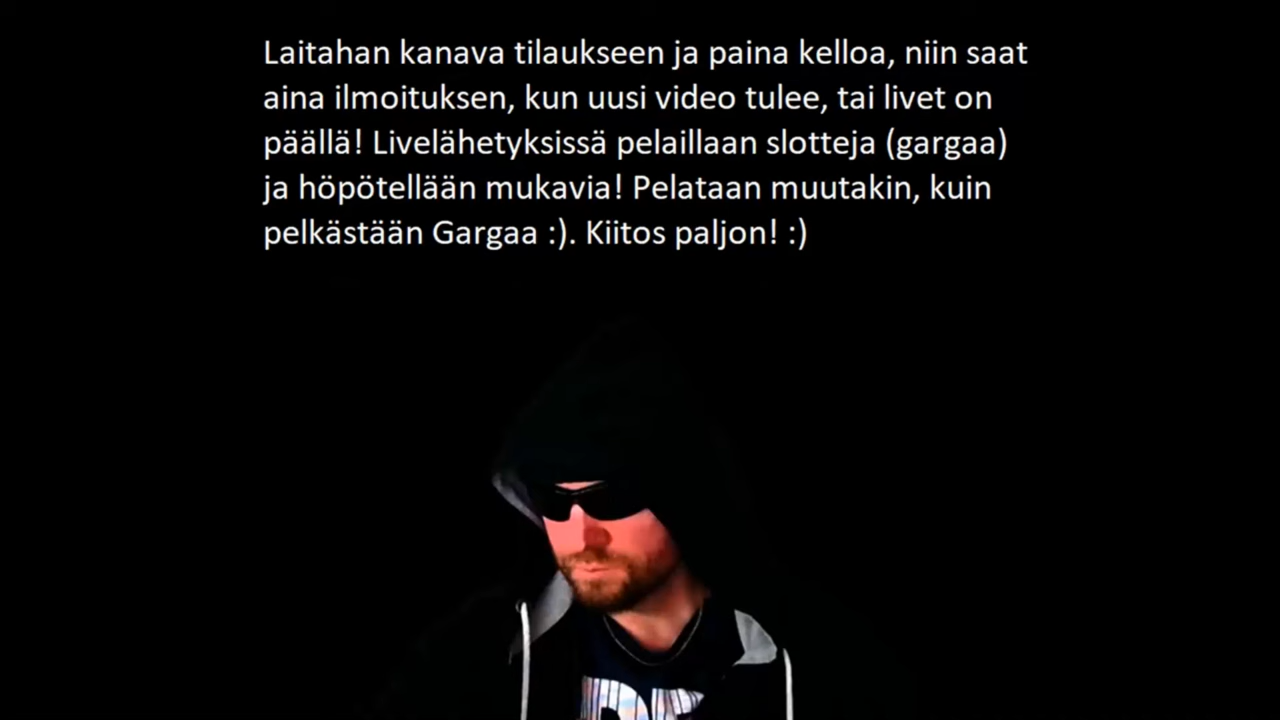 Laitahan kanava tilaukseen ja paina kelloa, niin saat
aina ilmoituksen, kun uusi video tulee, tai livet on
päällä! Livelähetyksissä pelaillaan slotteja (gargaa)
ja höpötellään mukavia! Pelataan muutakin, kuin
pelkästään Gargaa :). Kiitos paljon! :)